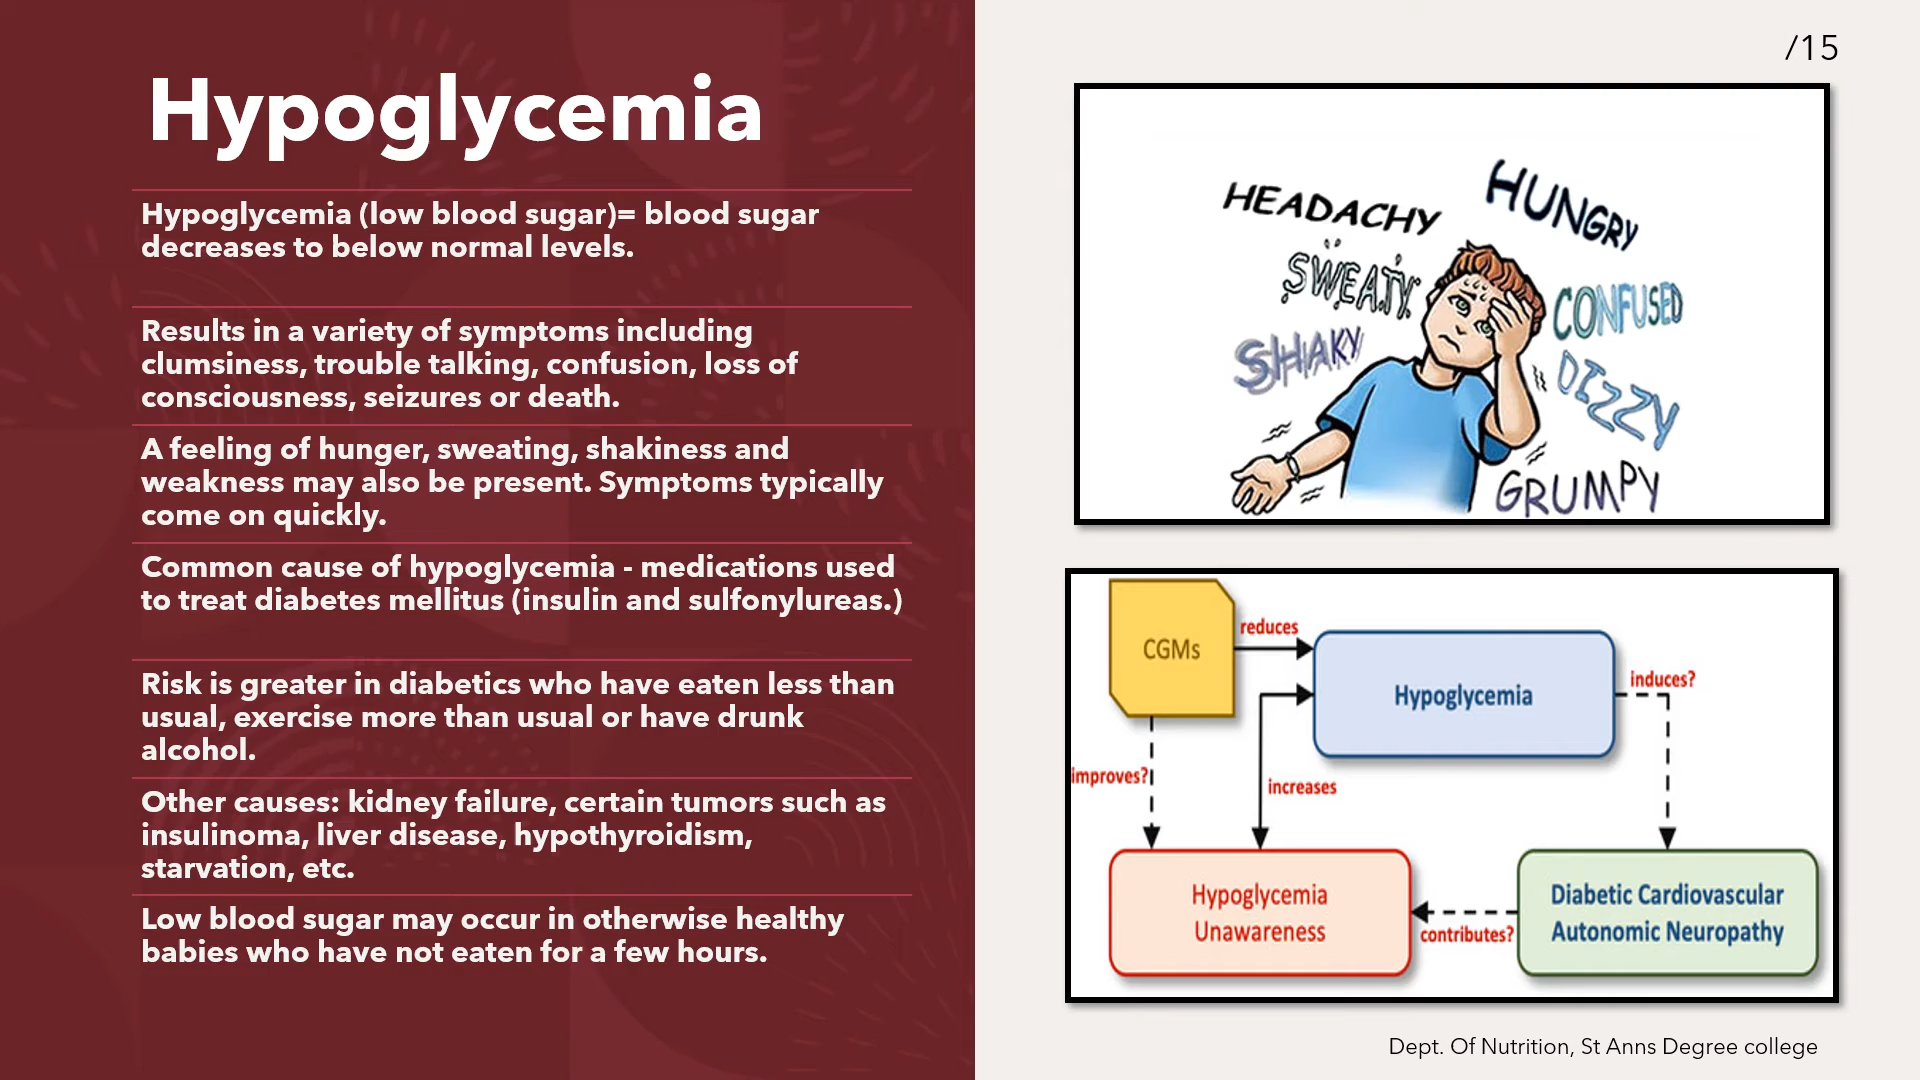 Hypoglycemia
Hypoglycemia (low blood sugar)= blood sugar
decreases to below normal levels.
Results in a variety of symptoms including
clumsiness, trouble talking, confusion, loss of
consciousness, seizures or death.
A feeling of hunger, sweating, shakiness and
weakness may also be present. Symptoms typically
come on quickly.
Common cause of hypoglycemia - medications used
to treat diabetes mellitus (insulin and sulfonylureas.)
Risk is greater in diabetics who have eaten less than
usual, exercise more than usual or have drunk
alcohol.
Other causes: kidney failure, certain tumors such as
insulinoma, liver disease, hypothyroidism,
starvation, etc.
Low blood sugar may occur in otherwise healthy
babies who have not eaten for a few hours.
/15
HEADACHY
HUNGRY
SWEATY
CONFUSED
SHAKY
DIZZY
GRUMPY
CGMs
reduces
Hypoglycemia
induces?
improves?
increases
Hypoglycemia
Unawareness
contributes?
Diabetic Cardiovascular
Autonomic Neuropathy
Dept. Of Nutrition, St Anns Degree college